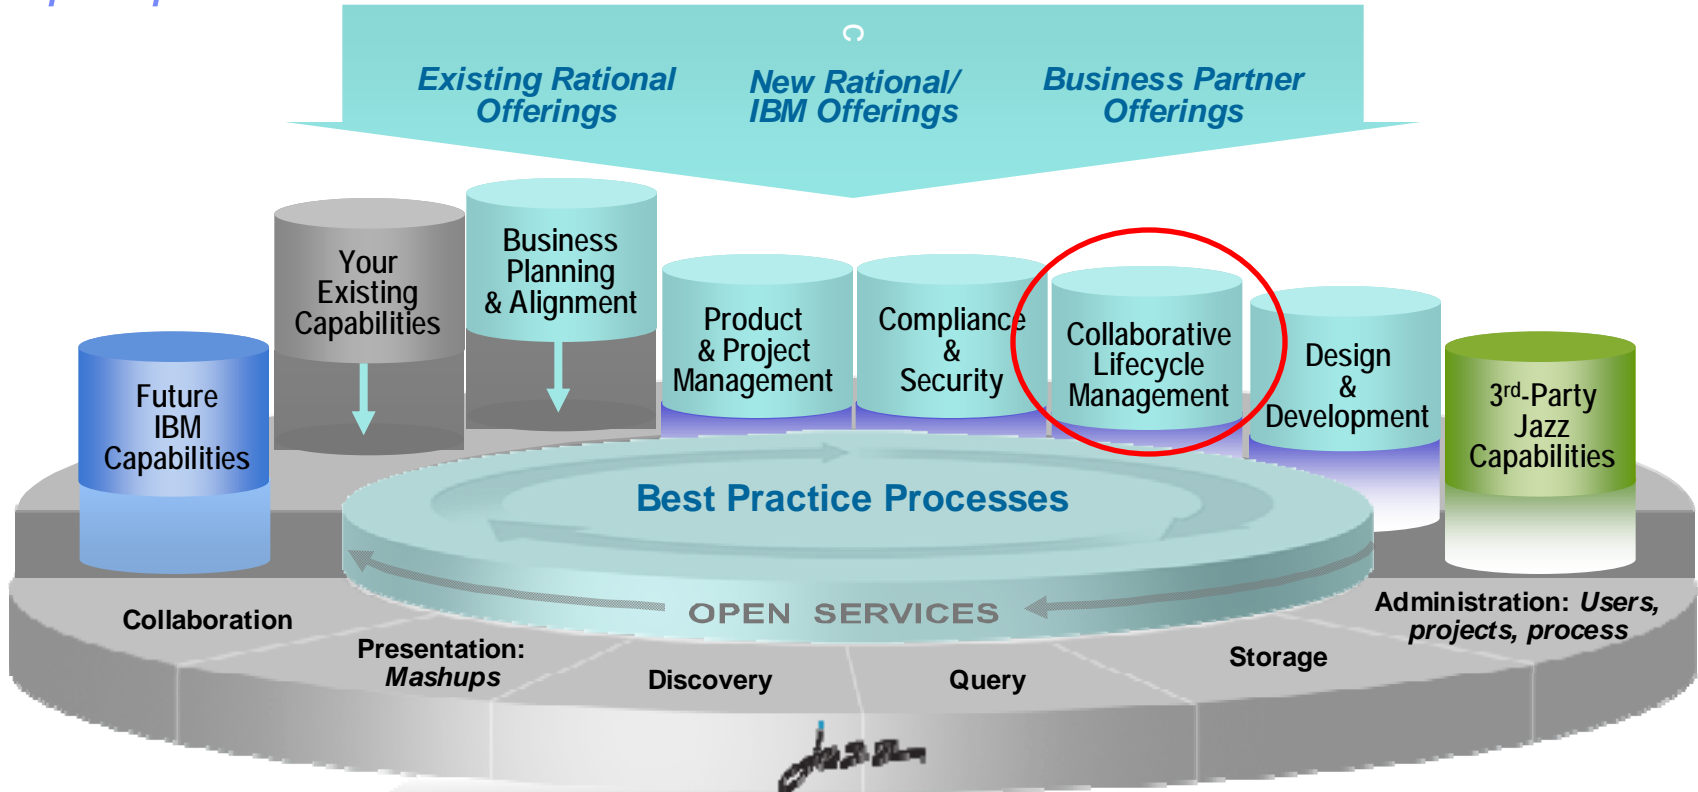 C
Existing Rational
Offerings
New Rational/
IBM Offerings
Business Partner
Offerings
Future
IBM
Capabilities
Your
Existing
Capabilities
Business
Planning
& Alignment
Product
& Project
Management
Compliance
&
Security
Collaborative
Lifecycle
Management
Design
&
Development
3rd-Party
Jazz
Capabilities
Best Practice Processes
OPEN SERVICES
Collaboration
Presentation:
Mashups
Discovery
Query
Storage
Administration: Users,
projects, process
jazz